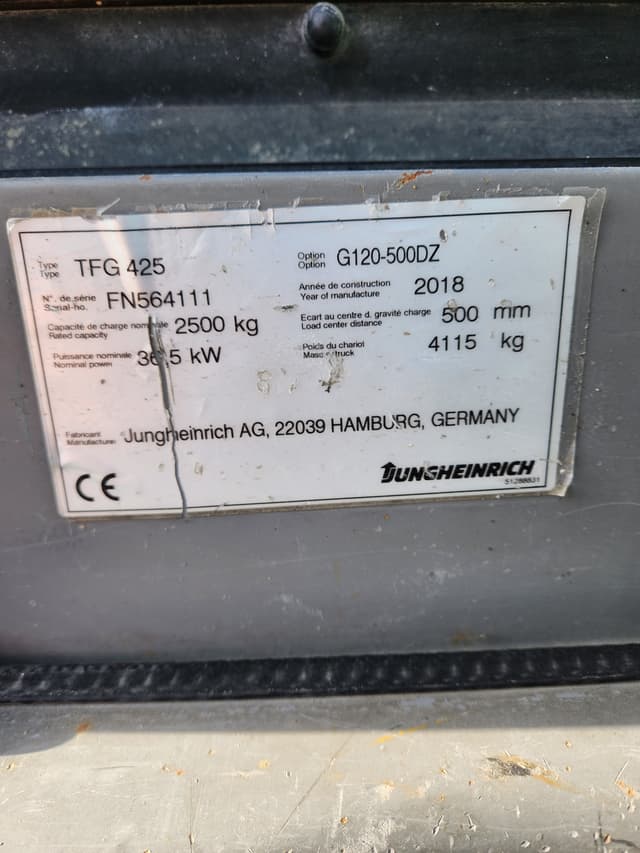 Type
Type TFG 425
Option
Option G120-500DZ
N°. de série
Serial-no. FN564111
Année de construction
Year of manufacture 2018
Capacité de charge nominale
Rated capacity 2500 kg
Ecart au centre d. gravité charge
Load center distance 500 mm
Puissance nominale
Nominal power 36,5 kW
Poids du chariot
Mass truck 4115 kg
Fabricant
Manufacturer Jungheinrich AG, 22039 HAMBURG, GERMANY
CE
JUNGHEINRICH
51288831